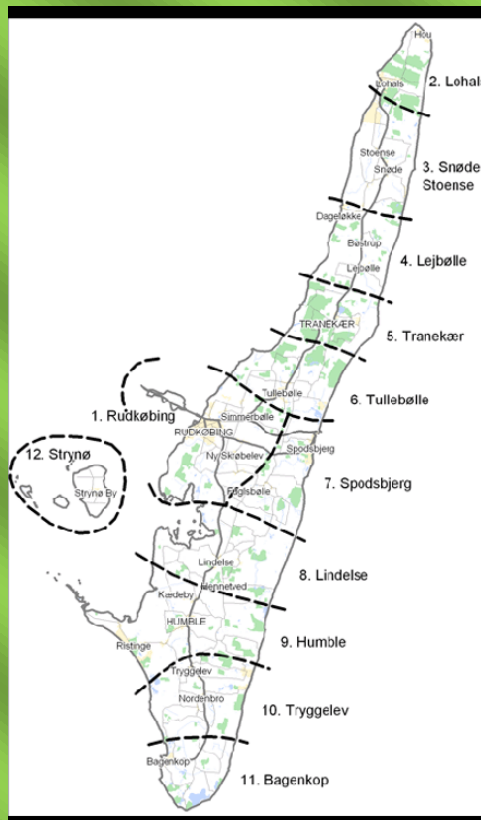 Hou
Lohals
2. Lohals
Stoense
Snøde
3. Snøde
Stoense
Dageløkke
Bøstrup
Lejbølle
4. Lejbølle
TRANEKÆR
5. Tranekær
Tullebølle
6. Tullebølle
1. Rudkøbing
Simmerbølle
RUDKØBING
Spodsbjerg
Ny Skøbelev
12. Strynø
Strynø By
Fuglsbølle
7. Spodsbjerg
Lindelse
8. Lindelse
Hennetved
Kædeby
HUMBLE
9. Humble
Ristinge
Tryggelev
Nordenbro
10. Tryggelev
Bagenkop
11. Bagenkop